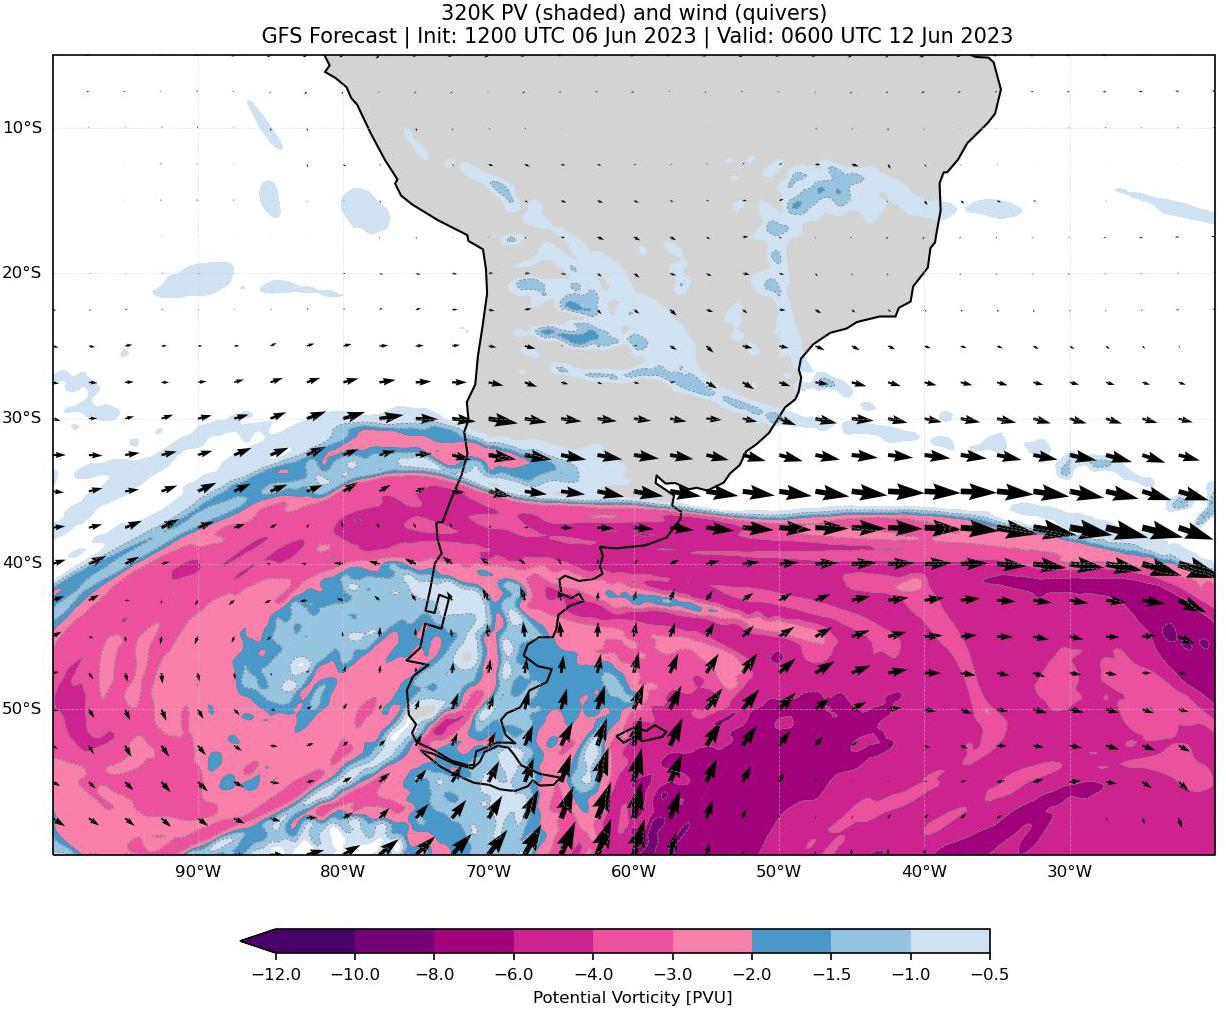 320K PV (shaded) and wind (quivers)
GFS Forecast | Init: 1200 UTC 06 Jun 2023 | Valid: 0600 UTC 12 Jun 2023
10°S
20°S
30°S
40°S
50°S
90°W 80°W 70°W 60°W 50°W 40°W 30°W
−12.0 −10.0 −8.0 −6.0 −4.0 −3.0 −2.0 −1.5 −1.0 −0.5
Potential Vorticity [PVU]